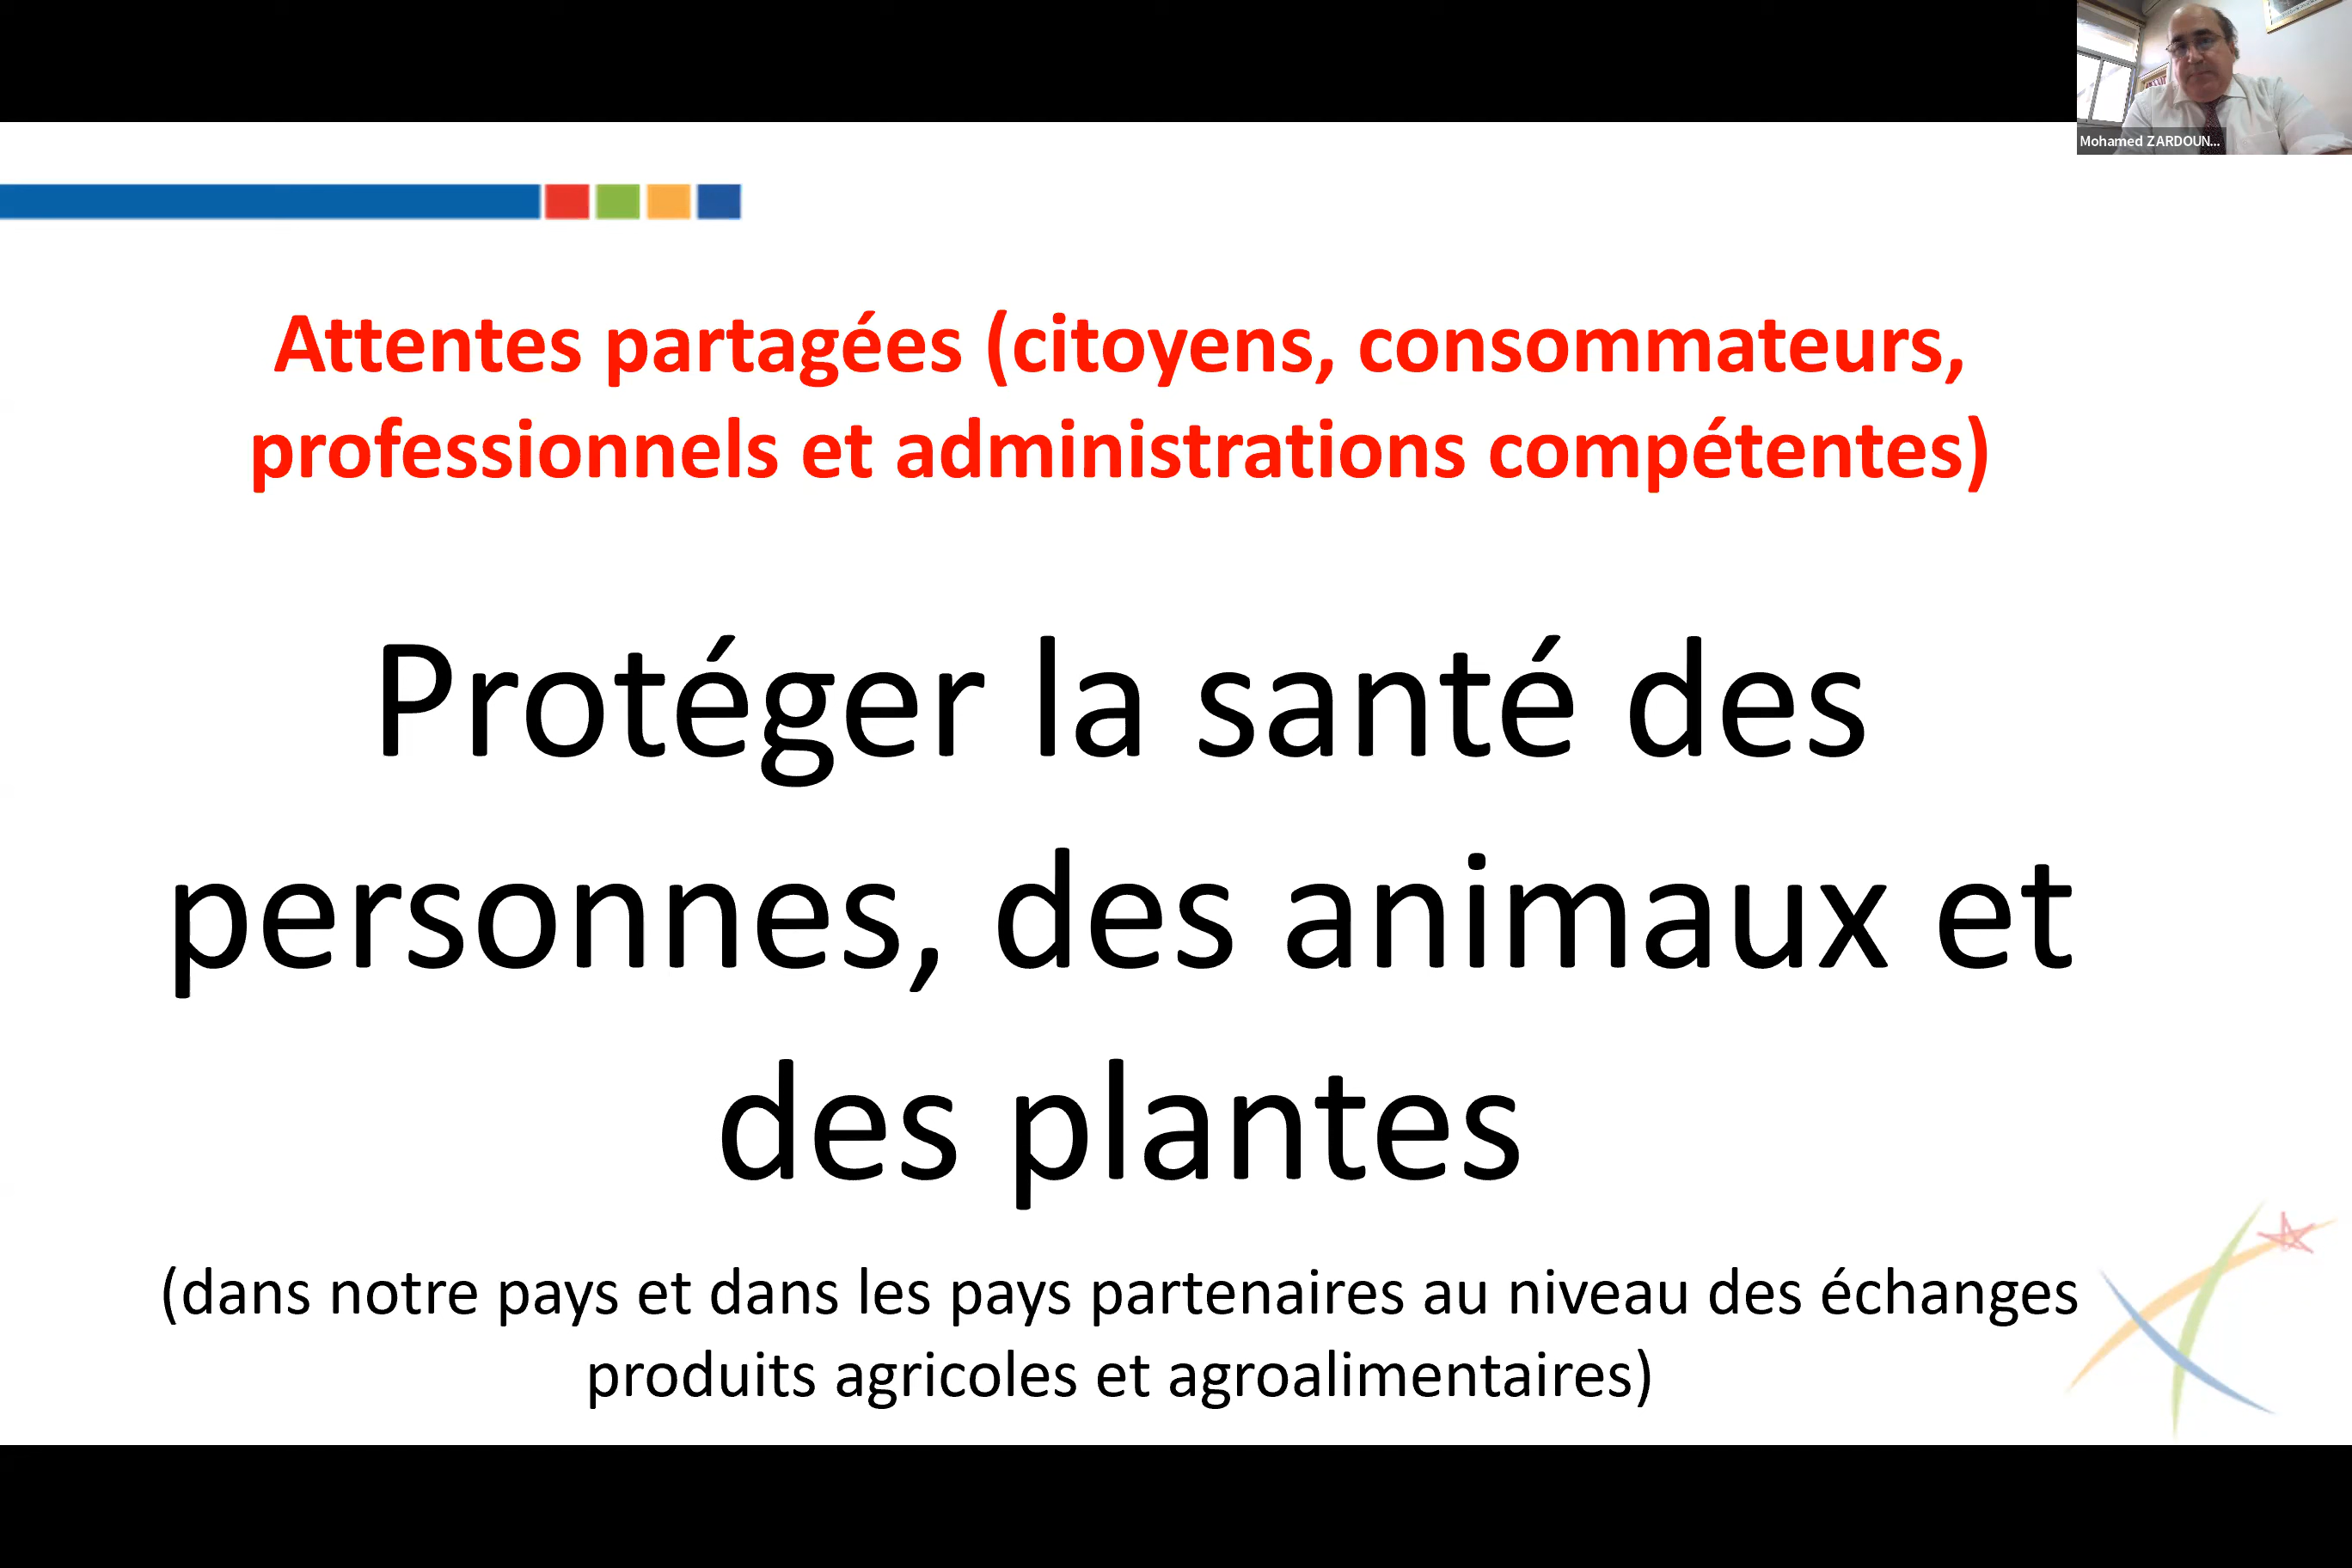 Mohamed ZARDOUN...
Attentes partagées (citoyens, consommateurs,
professionnels et administrations compétentes)
Protéger la santé des
personnes, des animaux et
des plantes
(dans notre pays et dans les pays partenaires au niveau des échanges
produits agricoles et agroalimentaires)